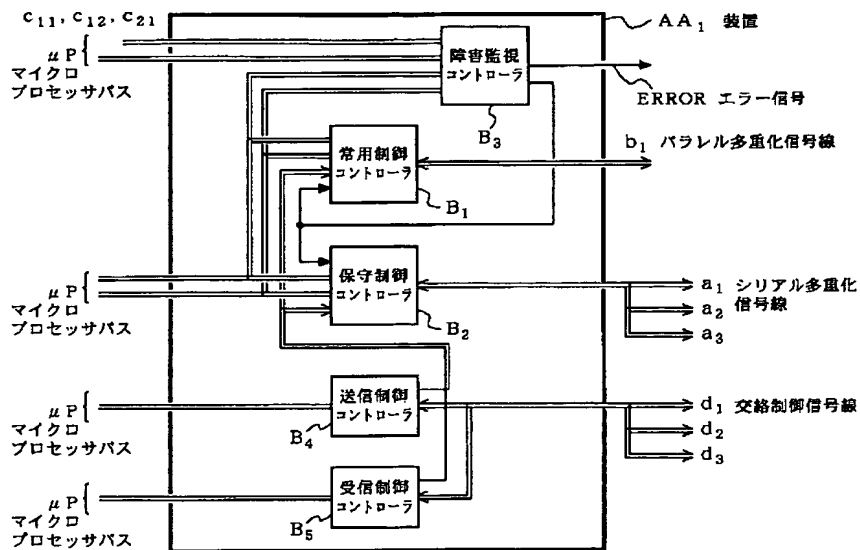 C₁₁, C₁₂, C₂₁
μP{
マイクロ
プロセッサバス
AA₁ 装置
障害監視
コントローラ
B₃
ERROR エラー信号
b₁ パラレル多重化信号線
常用制御
コントローラ
B₁
μP{
マイクロ
プロセッサバス
保守制御
コントローラ
B₂
a₁ シリアル多重化
信号線
a₂
a₃
μP{
マイクロ
プロセッサバス
送信制御
コントローラ
B₄
d₁ 交絡制御信号線
d₂
d₃
μP{
マイクロ
プロセッサバス
受信制御
コントローラ
B₅